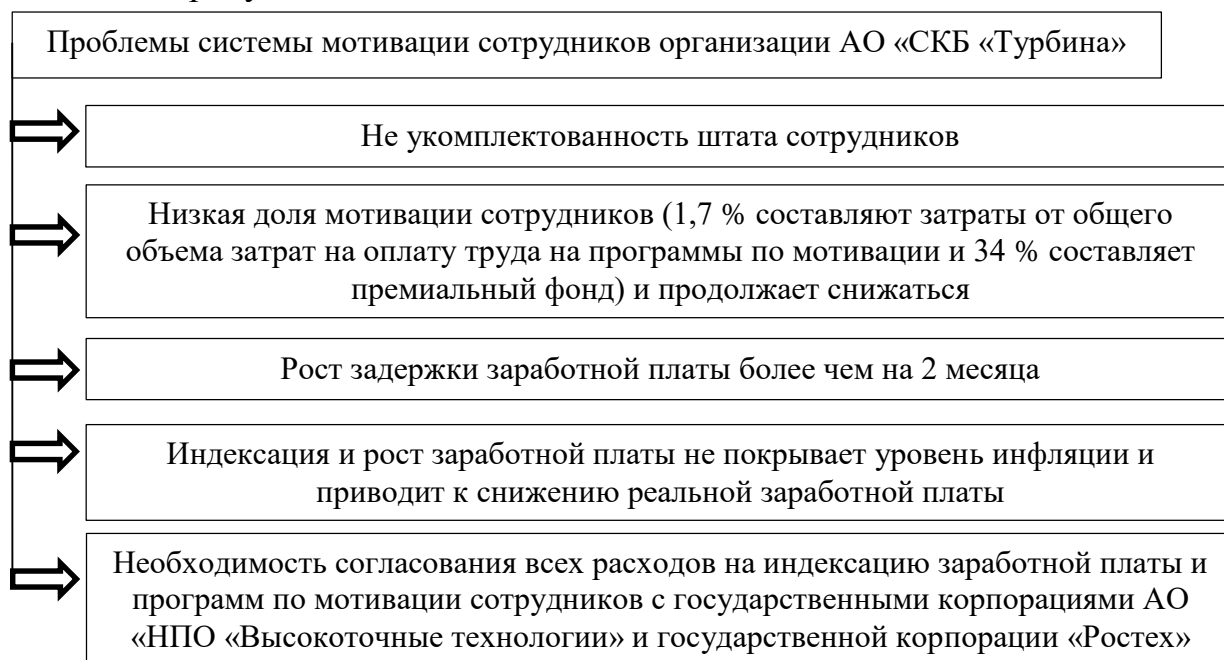 Проблемы системы мотивации сотрудников организации АО «СКБ «Турбина»
Не укомплектованность штата сотрудников
Низкая доля мотивации сотрудников (1,7 % составляют затраты от общего
объема затрат на оплату труда на программы по мотивации и 34 % составляет
премиальный фонд) и продолжает снижаться
Рост задержки заработной платы более чем на 2 месяца
Индексация и рост заработной платы не покрывает уровень инфляции и
приводит к снижению реальной заработной платы
Необходимость согласования всех расходов на индексацию заработной платы и
программ по мотивации сотрудников с государственными корпорациями АО
«НПО «Высокоточные технологии» и государственной корпорации «Ростех»